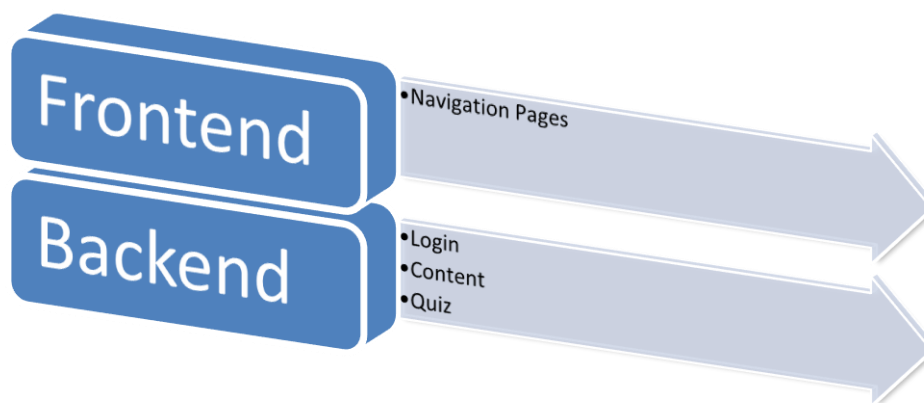 Frontend
•Navigation Pages
Backend
•Login
•Content
•Quiz